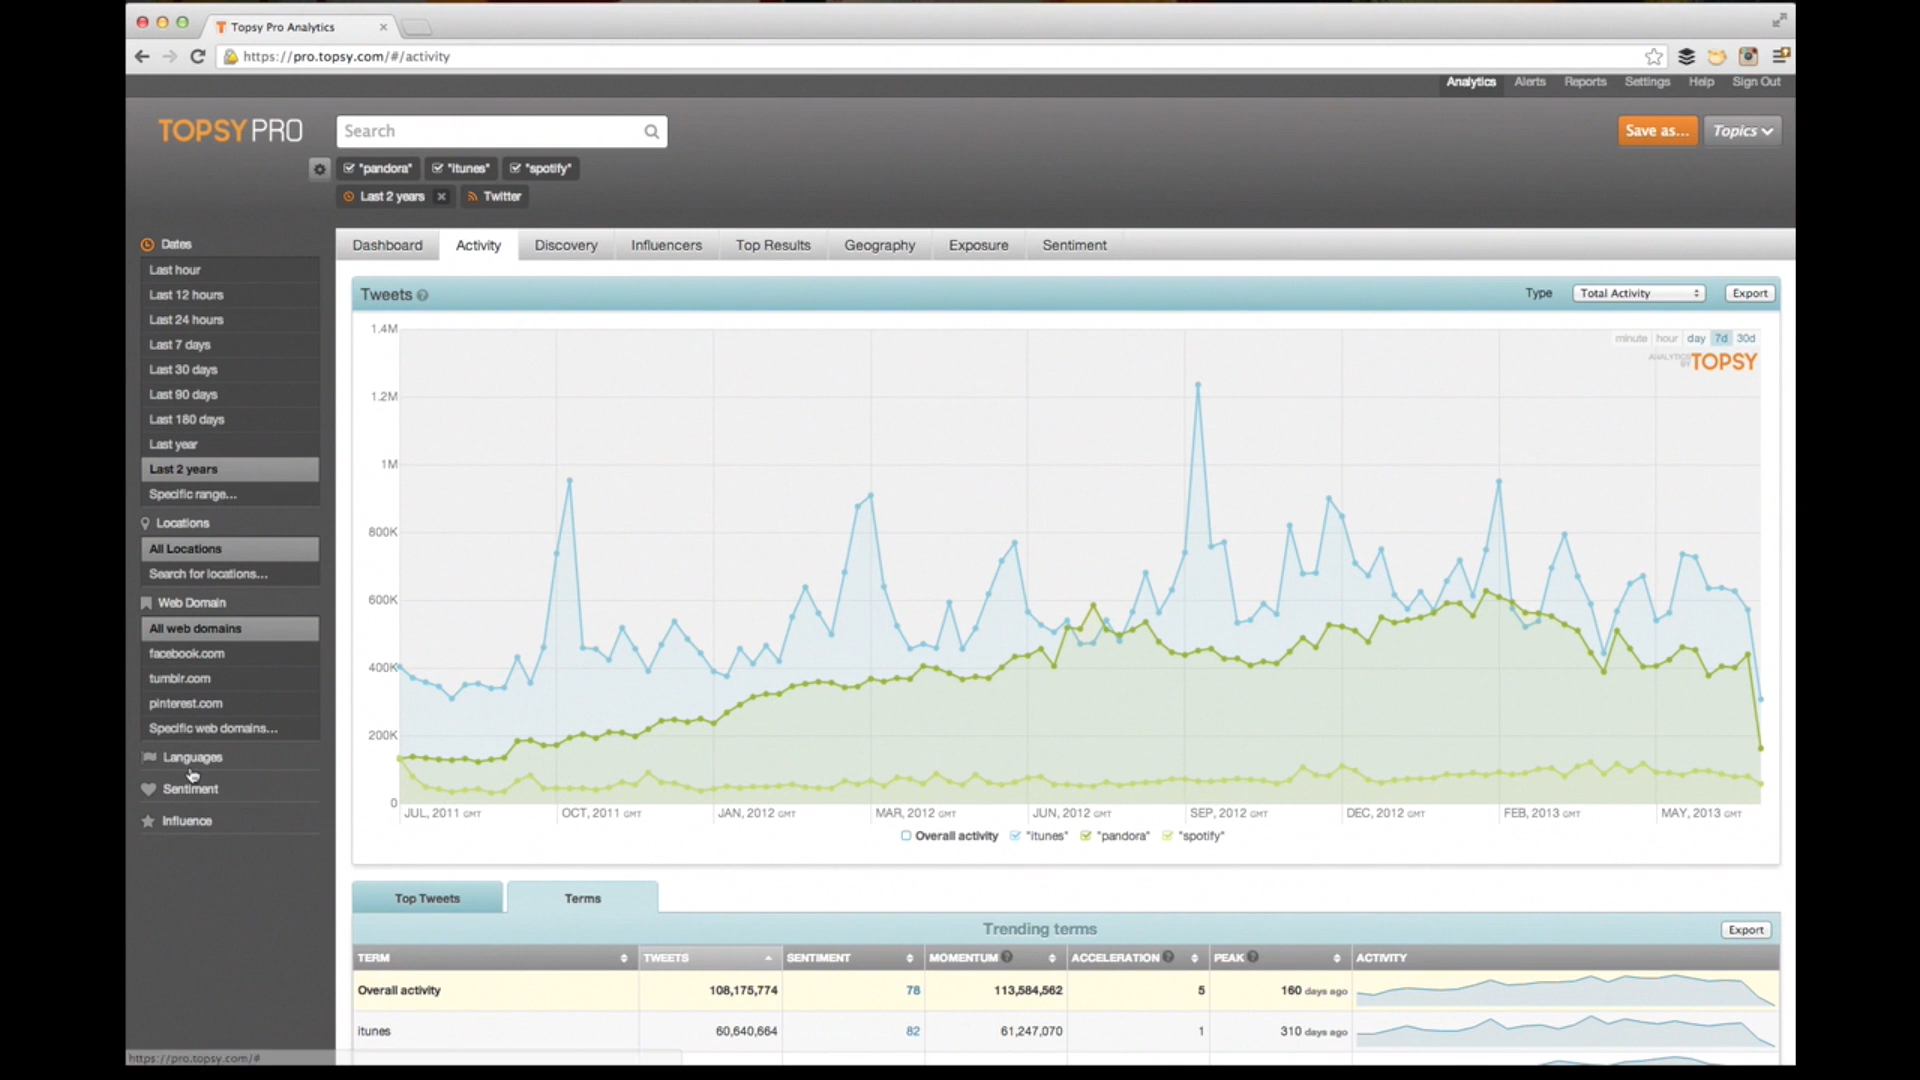 Topsy Pro Analytics
https://pro.topsy.com/#/activity
Analytics Alerts Reports Settings Help Sign Out
TOPSY PRO Search Save as... Topics
"pandora" "itunes" "spotify"
Last 2 years Twitter
Dates
Last hour
Last 12 hours
Last 24 hours
Last 7 days
Last 30 days
Last 90 days
Last 180 days
Last year
Last 2 years
Specific range...
Locations
All Locations
Search for locations...
Web Domain
All web domains
facebook.com
tumblr.com
pinterest.com
Specific web domains...
Languages
Sentiment
Influence
Dashboard Activity Discovery Influencers Top Results Geography Exposure Sentiment
Tweets ? Type Total Activity Export
minute hour day 7d 30d
ANALYTICS BY TOPSY
1.4M
1.2M
1M
800K
600K
400K
200K
0
JUL, 2011 GMT OCT, 2011 GMT JAN, 2012 GMT MAR, 2012 GMT JUN, 2012 GMT SEP, 2012 GMT DEC, 2012 GMT FEB, 2013 GMT MAY, 2013 GMT
Overall activity "itunes" "pandora" "spotify"
Top Tweets Terms
Trending terms Export
TERM TWEETS SENTIMENT MOMENTUM ? ACCELERATION ? PEAK ? ACTIVITY
Overall activity 108,175,774 78 113,584,562 5 160 days ago
itunes 60,640,664 82 61,247,070 1 310 days ago
https://pro.topsy.com/#